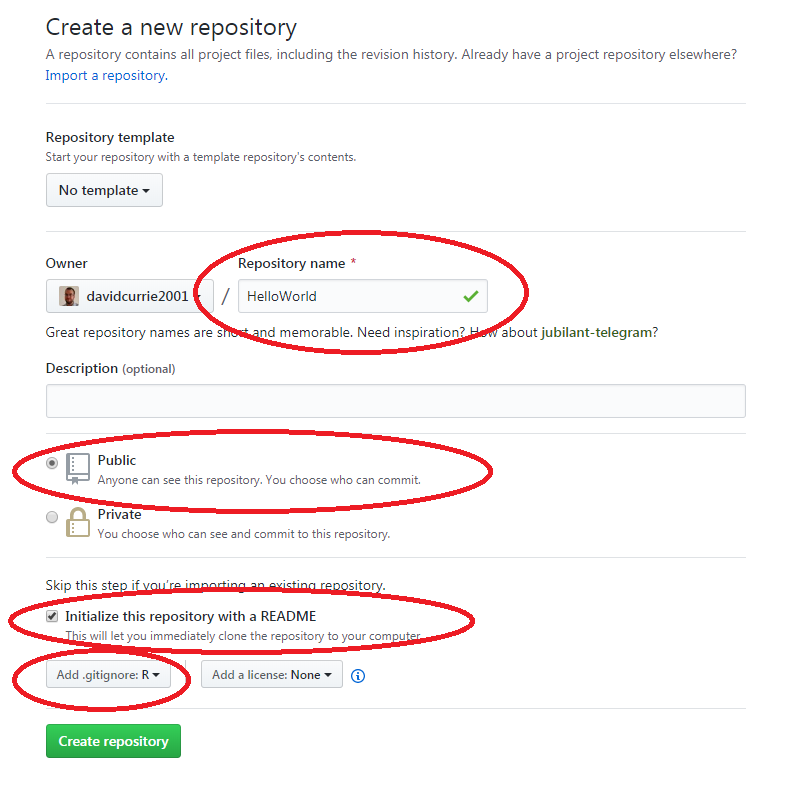 Create a new repository
A repository contains all project files, including the revision history. Already have a project repository elsewhere?
Import a repository.
Repository template
Start your repository with a template repository's contents.
No template
Owner
Repository name *
davidcurrie2001
/
HelloWorld
Great repository names are short and memorable. Need inspiration? How about jubilant-telegram?
Description (optional)
Public
Anyone can see this repository. You choose who can commit.
Private
You choose who can see and commit to this repository.
Skip this step if you're importing an existing repository.
Initialize this repository with a README
This will let you immediately clone the repository to your computer.
Add .gitignore: R
Add a license: None
Create repository